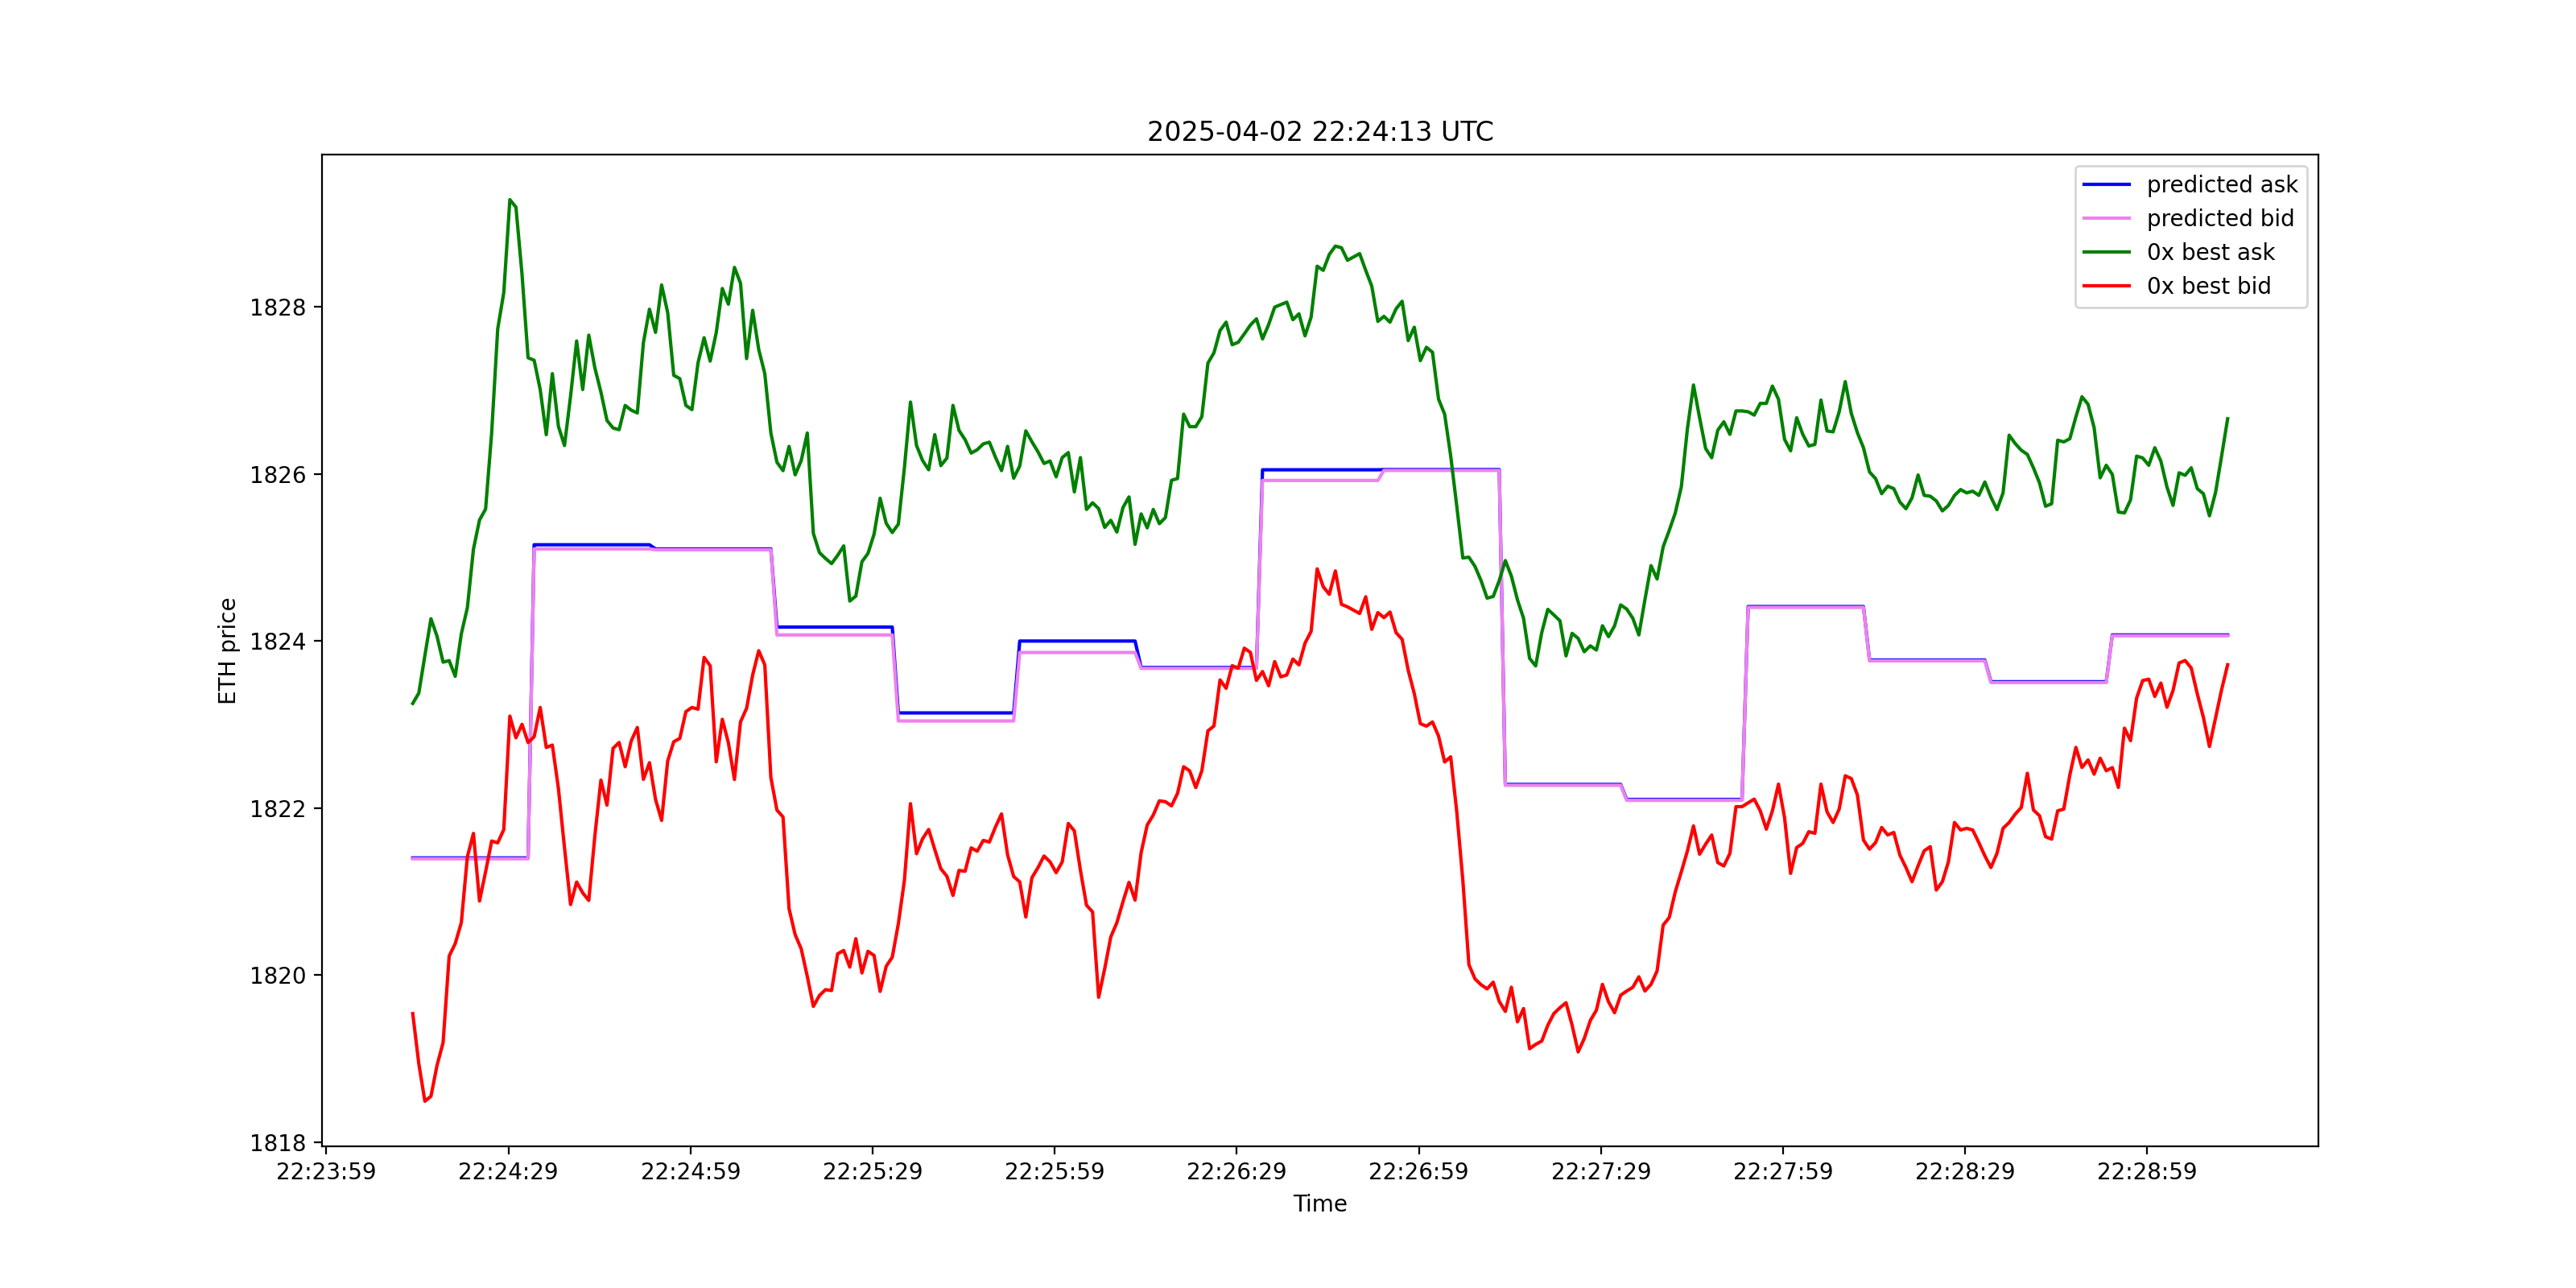 2025-04-02 22:24:13 UTC
predicted ask
predicted bid
0x best ask
0x best bid
ETH price
1828
1826
1824
1822
1820
1818
22:23:59 22:24:29 22:24:59 22:25:29 22:25:59 22:26:29 22:26:59 22:27:29 22:27:59 22:28:29 22:28:59
Time